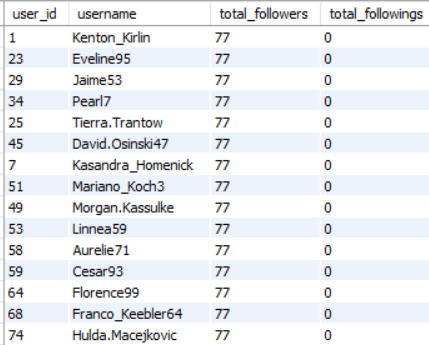 user_id username total_followers total_followings
1 Kenton_Kirlin 77 0
23 Eveline95 77 0
29 Jaime53 77 0
34 Pearl7 77 0
25 Tierra.Trantow 77 0
45 David.Osinski47 77 0
7 Kasandra_Homenick 77 0
51 Mariano_Koch3 77 0
49 Morgan.Kassulke 77 0
53 Linnea59 77 0
58 Aurelie71 77 0
59 Cesar93 77 0
64 Florence99 77 0
68 Franco_Keebler64 77 0
74 Hulda.Macejkovic 77 0